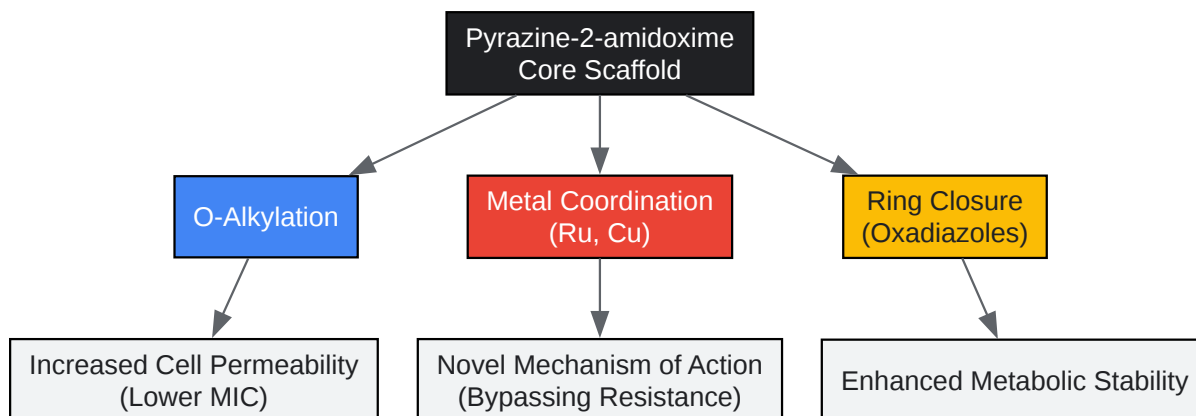 Pyrazine-2-amidoxime
Core Scaffold
O-Alkylation
Metal Coordination
(Ru, Cu)
Ring Closure
(Oxadiazoles)
Increased Cell Permeability
(Lower MIC)
Novel Mechanism of Action
(Bypassing Resistance)
Enhanced Metabolic Stability